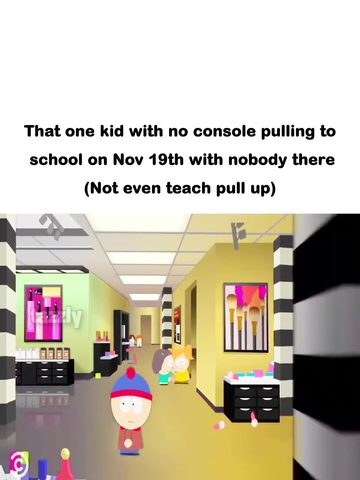 That one kid with no console pulling to
school on Nov 19th with nobody there
(Not even teach pull up)